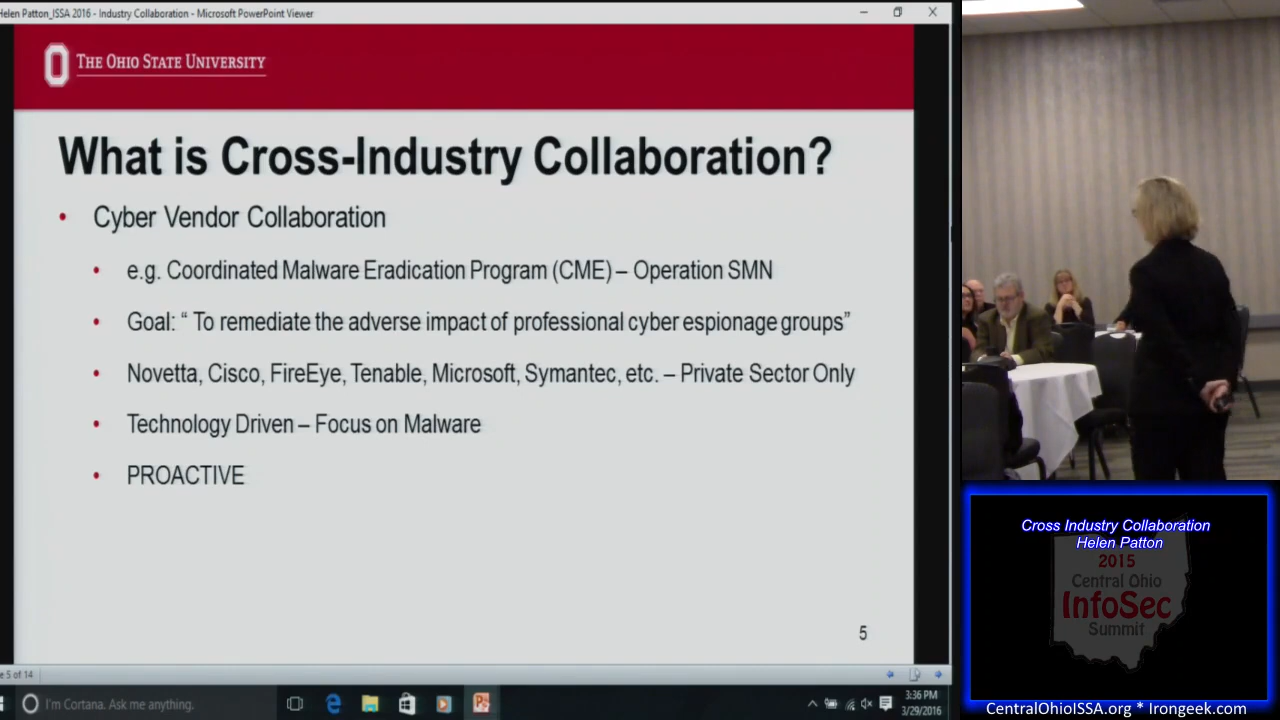 Helen Patton_ISSA 2016 - Industry Collaboration - Microsoft PowerPoint Viewer
THE OHIO STATE UNIVERSITY
What is Cross-Industry Collaboration?
• Cyber Vendor Collaboration
• e.g. Coordinated Malware Eradication Program (CME) – Operation SMN
• Goal: “ To remediate the adverse impact of professional cyber espionage groups”
• Novetta, Cisco, FireEye, Tenable, Microsoft, Symantec, etc. – Private Sector Only
• Technology Driven – Focus on Malware
• PROACTIVE
5
5 of 14
I'm Cortana. Ask me anything.
3:36 PM
3/29/2016
Cross Industry Collaboration
Helen Patton
2015
Central Ohio
InfoSec
Summit
CentralOhioISSA.org * Irongeek.com